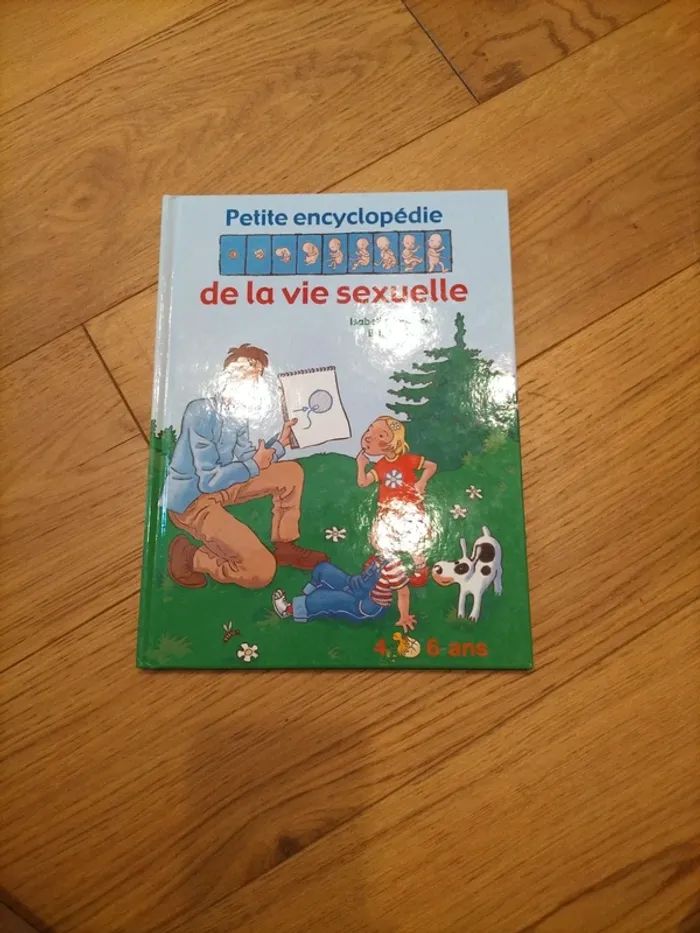 Petite encyclopédie
de la vie sexuelle
4 6 ans